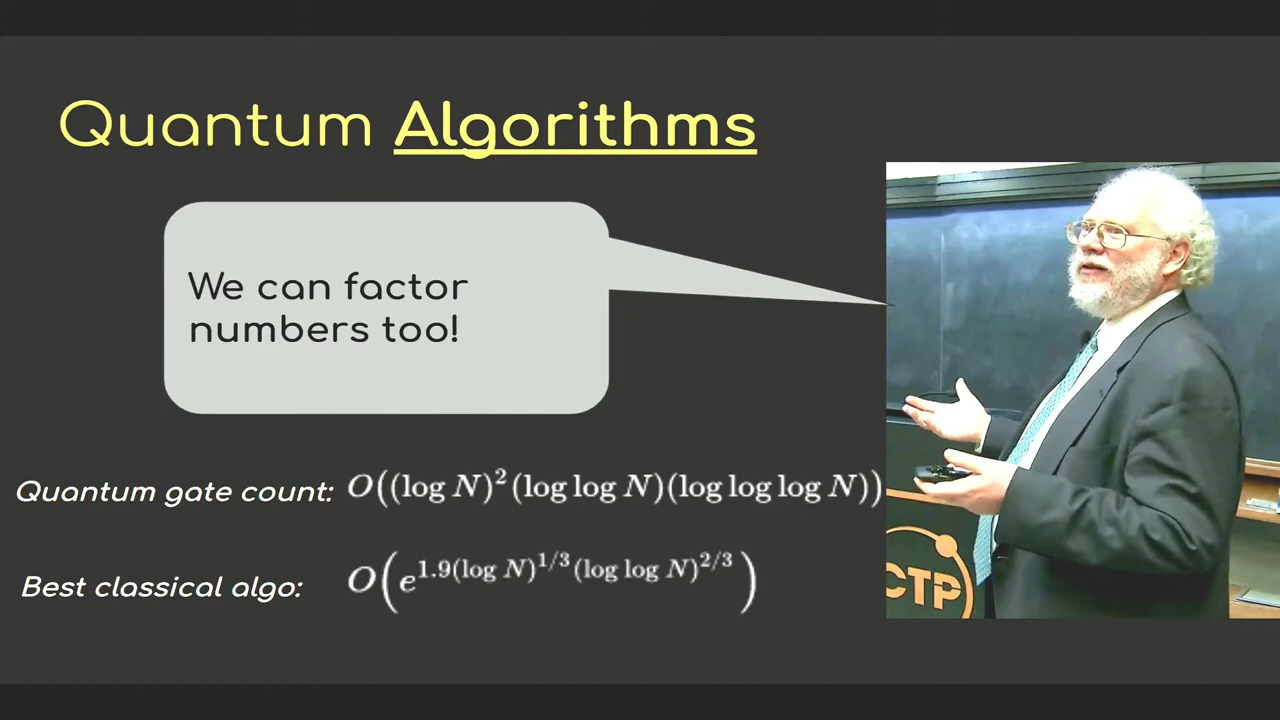 Quantum Algorithms
We can factor
numbers too!
Quantum gate count: O((log N)²(log log N)(log log log N))
Best classical algo: O(e^{1.9(log N)^{1/3}(log log N)^{2/3}})
CTP